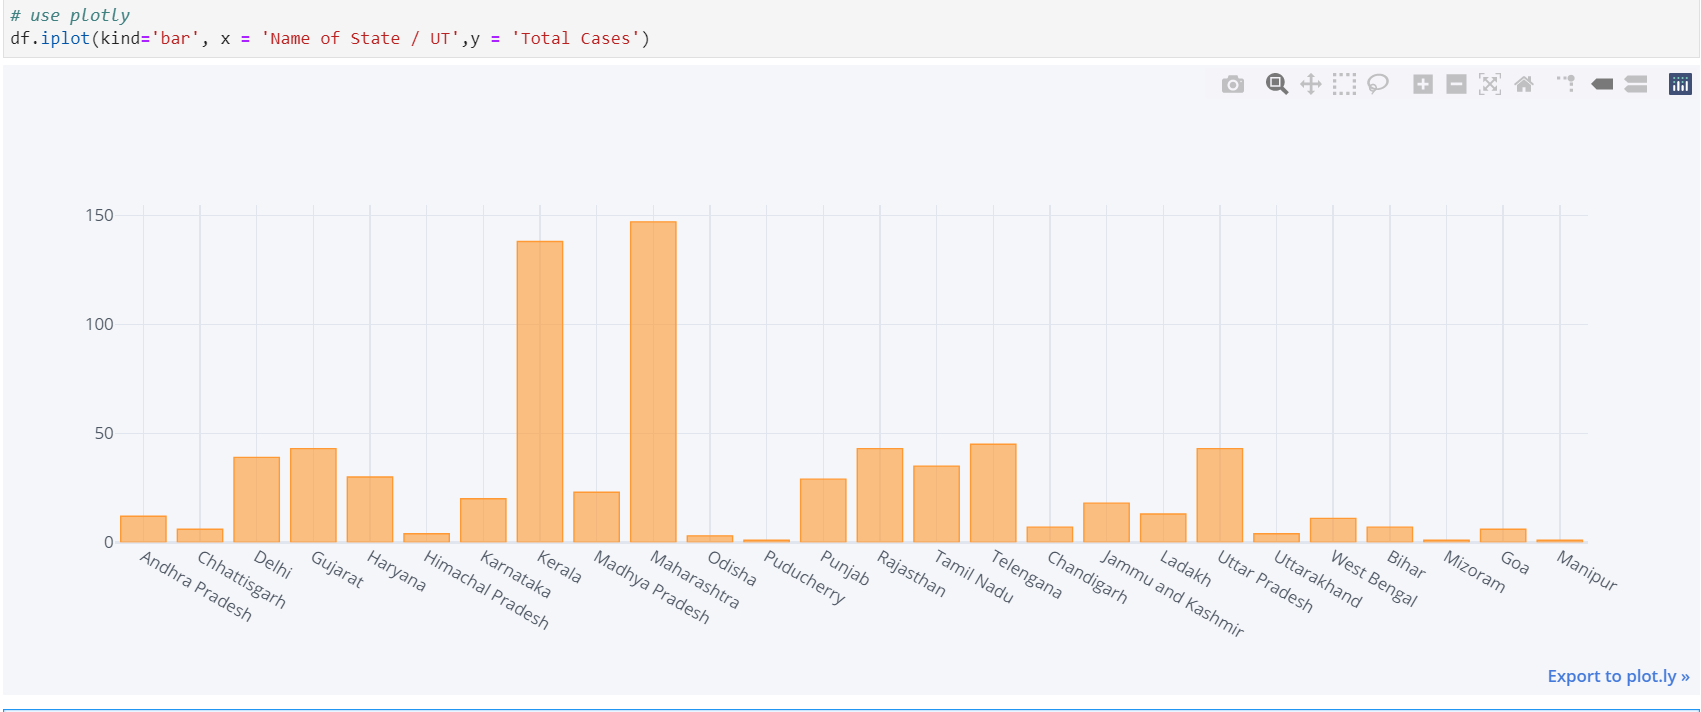 # use plotly
df.iplot(kind='bar', x = 'Name of State / UT',y = 'Total Cases')
150
100
50
0
Andhra Pradesh
Chhattisgarh
Delhi
Gujarat
Haryana
Himachal Pradesh
Karnataka
Kerala
Madhya Pradesh
Maharashtra
Odisha
Puducherry
Punjab
Rajasthan
Tamil Nadu
Telengana
Chandigarh
Jammu and Kashmir
Ladakh
Uttar Pradesh
Uttarakhand
West Bengal
Bihar
Mizoram
Goa
Manipur
Export to plot.ly »